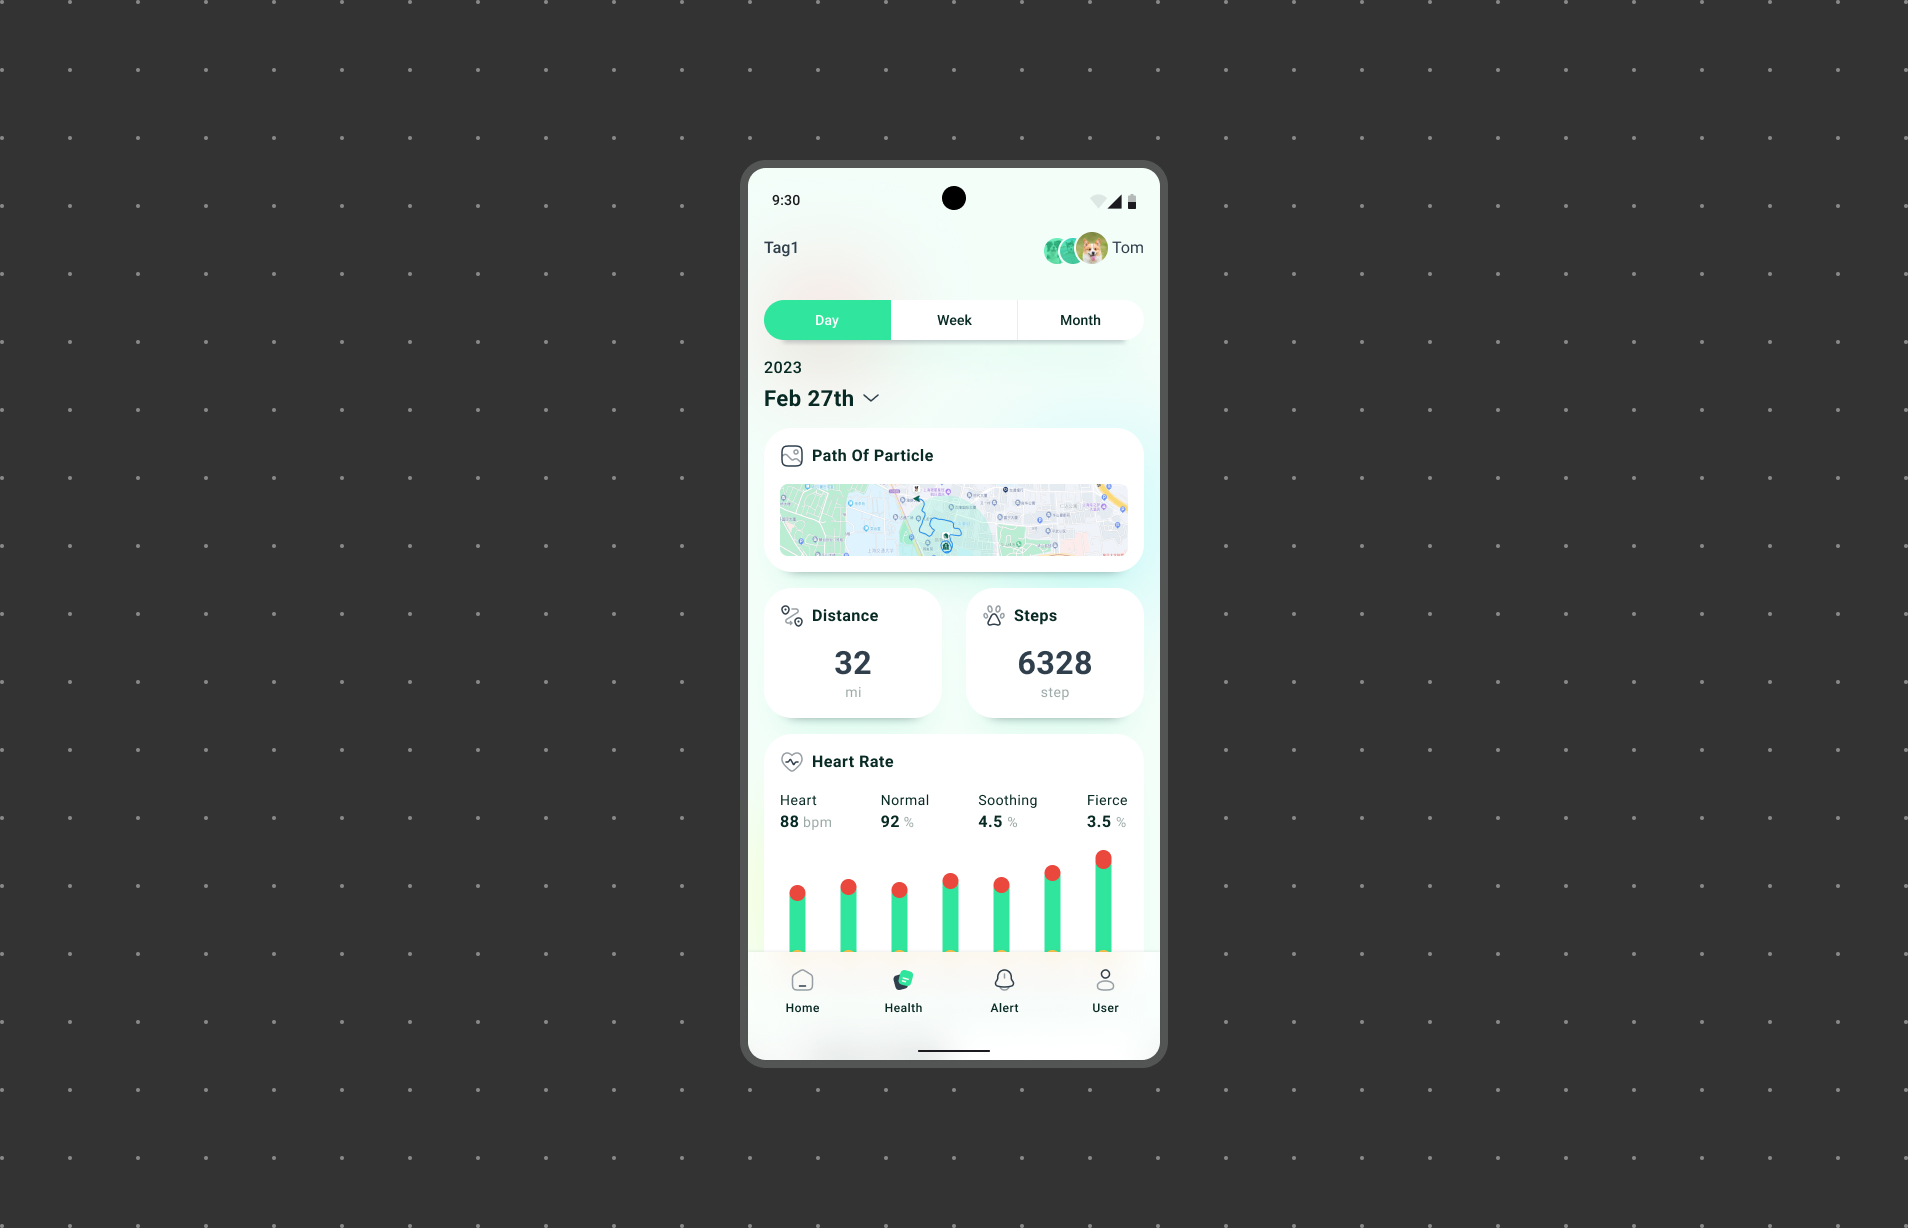 9:30
Tag1
Tom
Day
Week
Month
2023
Feb 27th
Path Of Particle
Distance
Steps
32
6328
mi
step
Heart Rate
Heart
Normal
Soothing
Fierce
88 bpm
92 %
4.5 %
3.5 %
Home
Health
Alert
User